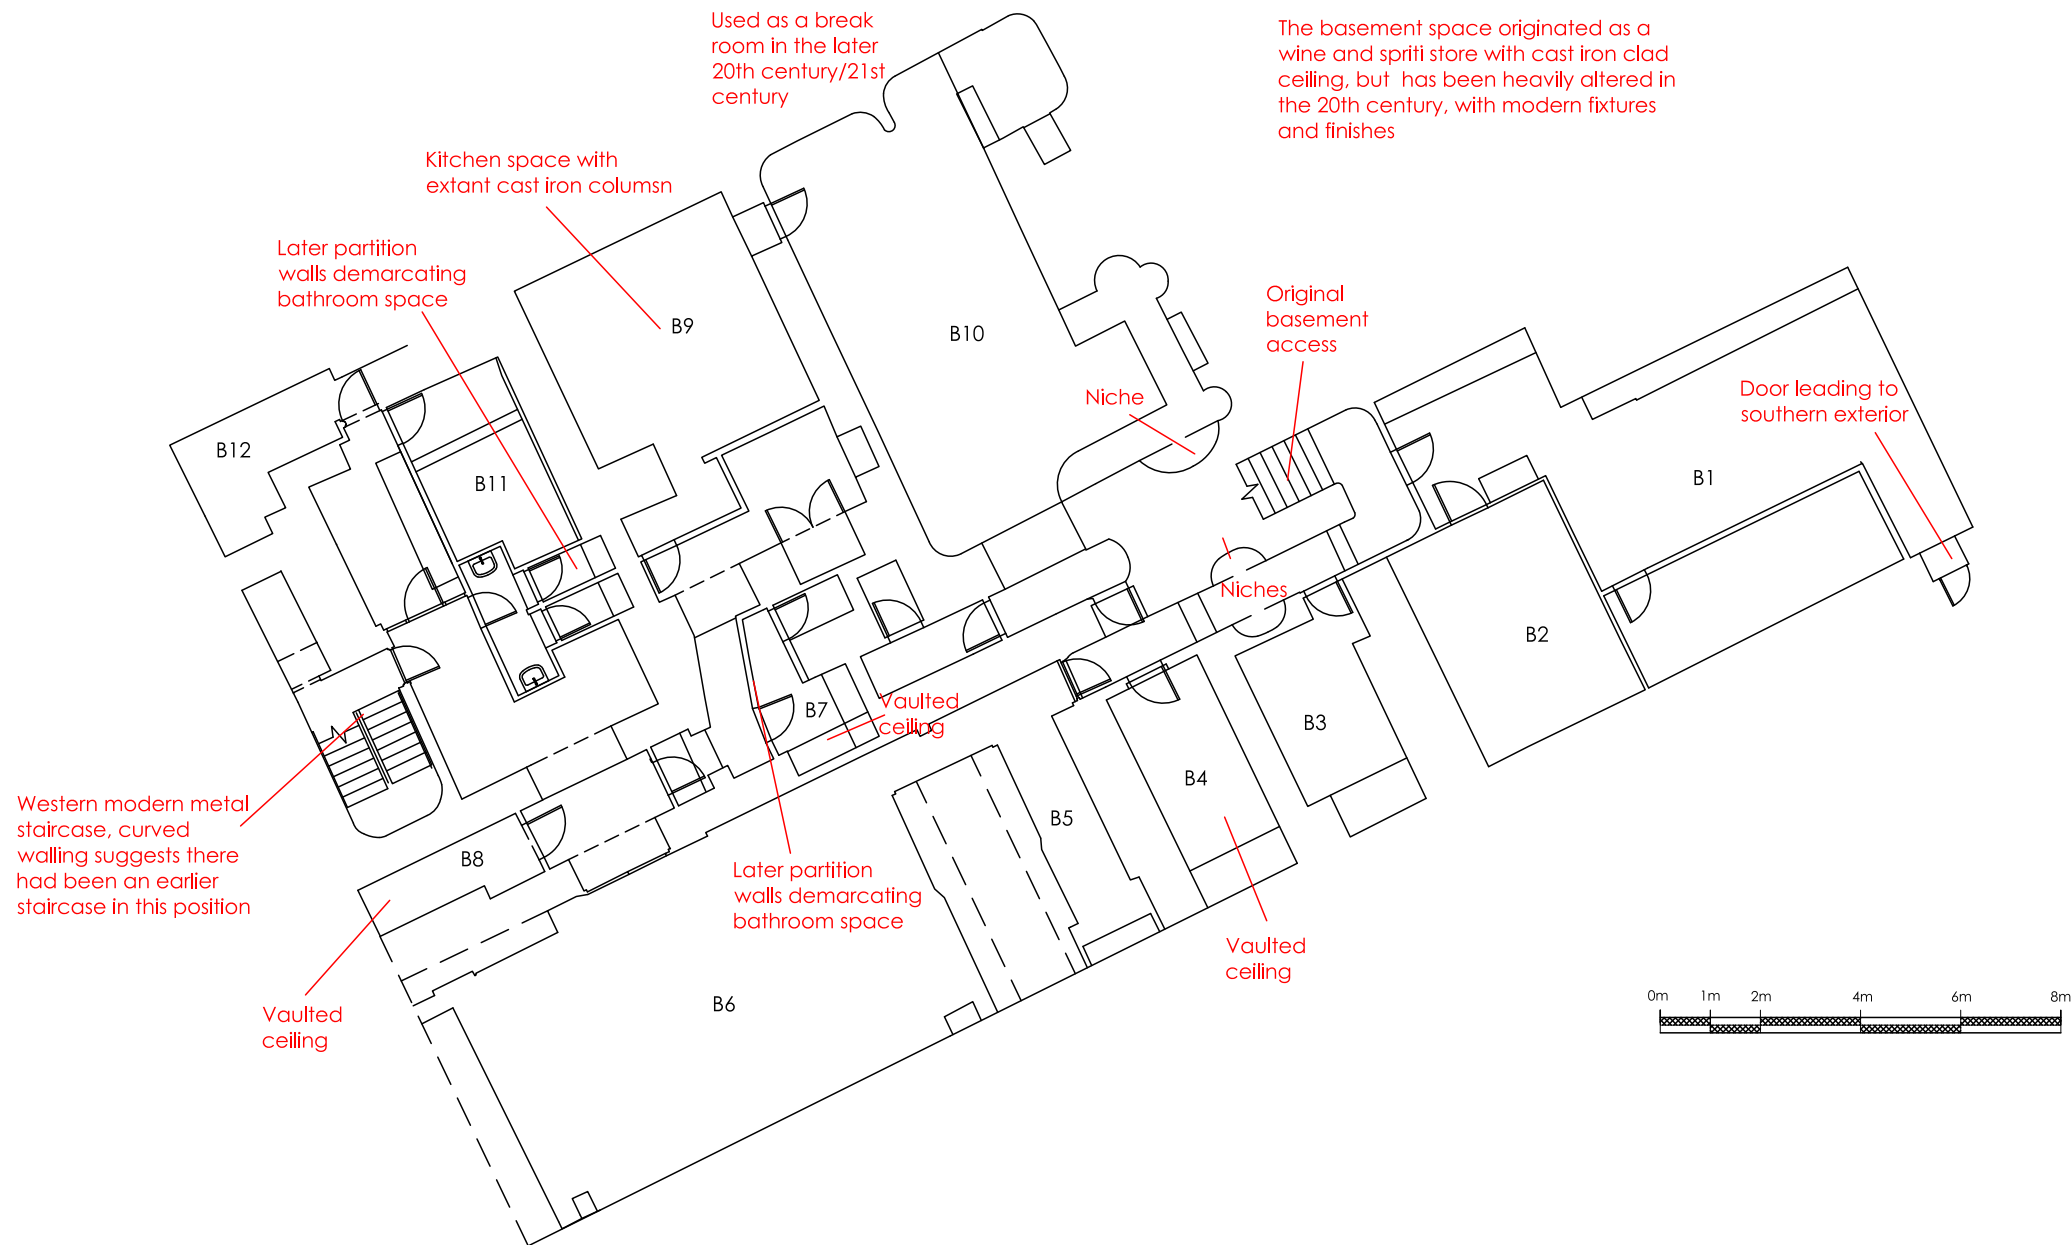 Used as a break
room in the later
20th century/21st
century
The basement space originated as a
wine and spriti store with cast iron clad
ceiling, but has been heavily altered in
the 20th century, with modern fixtures
and finishes
Kitchen space with
extant cast iron columsn
Later partition
walls demarcating
bathroom space
Original
basement
access
Door leading to
southern exterior
Niche
Niches
B9
B10
B12
B11
B1
B2
B7
Vaulted
ceiling
B3
B4
B5
B8
B6
Western modern metal
staircase, curved
walling suggests there
had been an earlier
staircase in this position
Later partition
walls demarcating
bathroom space
Vaulted
ceiling
Vaulted
ceiling
0m 1m 2m 4m 6m 8m